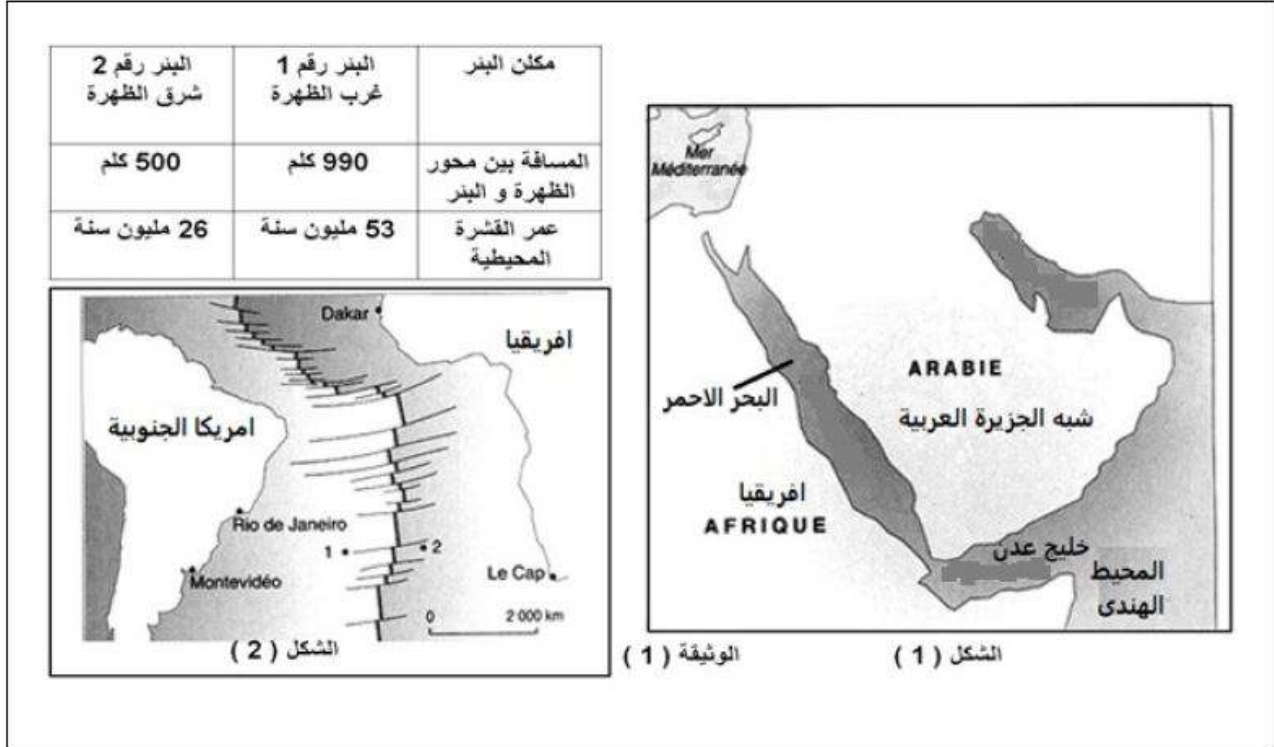 مكلن البئر
البئر رقم 1
غرب الظهرة
البئر رقم 2
شرق الظهرة
المسافة بين محور
الظهرة و البئر
990 كلم
500 كلم
عمر القشرة
المحيطية
53 مليون سنة
26 مليون سنة
Mer
Méditerranée
ARABIE
شبه الجزيرة العربية
البحر الاحمر
افريقيا
AFRIQUE
خليج عدن
المحيط
الهندى
Dakar
افريقيا
امريكا الجنوبية
Rio de Janeiro
1
2
Montevidéo
Le Cap
0
2 000 km
الشكل ( 1 )
الوثيقة ( 1 )
الشكل ( 2 )